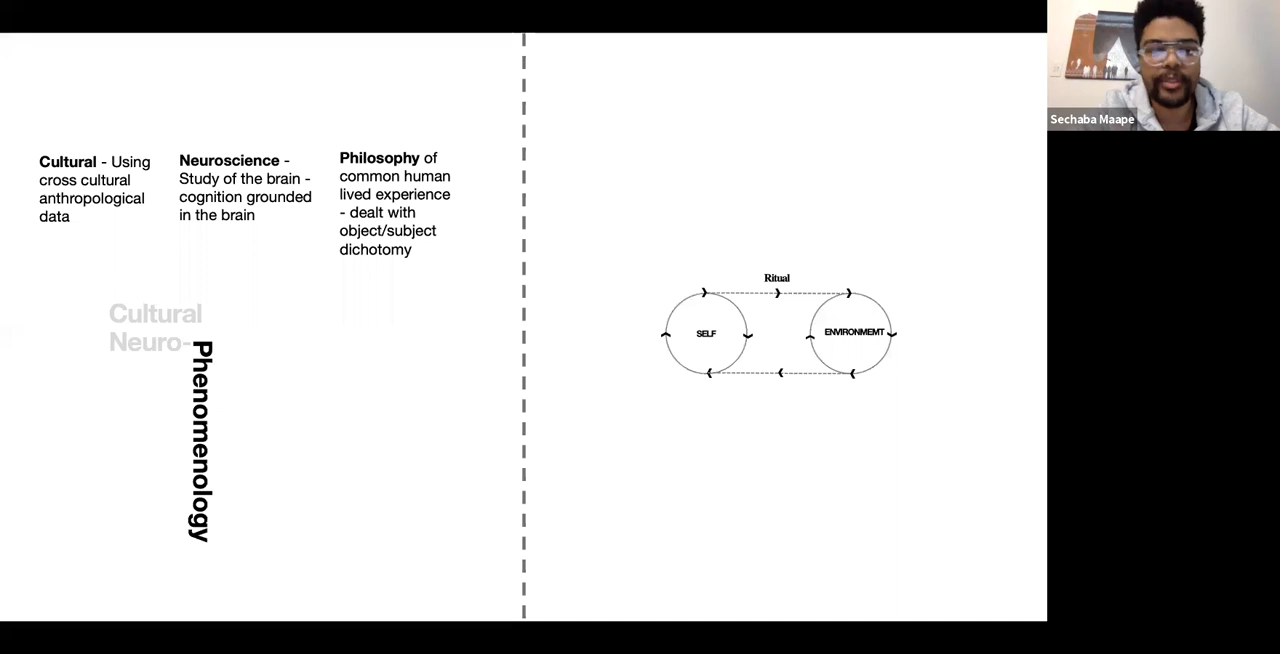 Cultural - Using
cross cultural
anthropological
data
Neuroscience -
Study of the brain -
cognition grounded
in the brain
Philosophy of
common human
lived experience
- dealt with
object/subject
dichotomy
Cultural
Neuro-
Phenomenology
Ritual
SELF
ENVIRONMEMT
Sechaba Maape